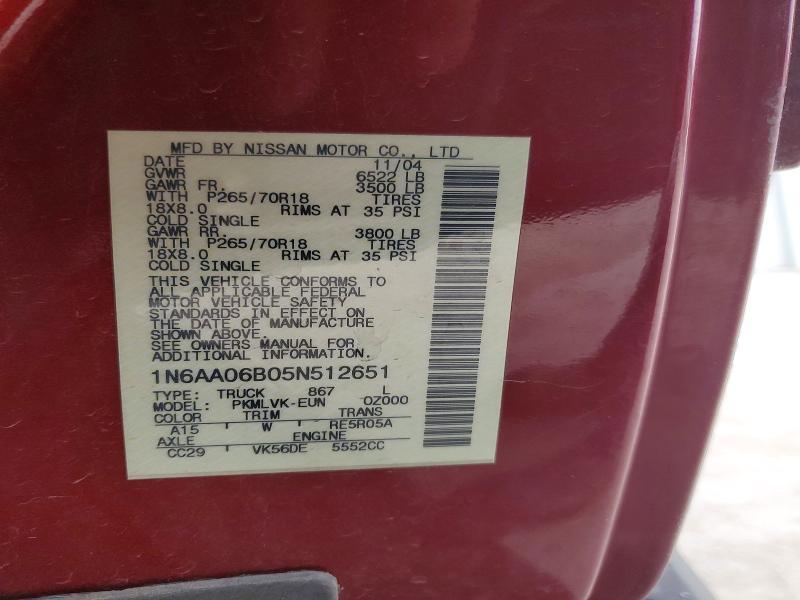 MFD BY NISSAN MOTOR CO., LTD
DATE 11/04
GVWR 6522 LB
GAWR FR. 3500 LB
WITH P265/70R18 TIRES
18X8.0 RIMS AT 35 PSI
COLD SINGLE
GAWR RR. 3800 LB
WITH P265/70R18 TIRES
18X8.0 RIMS AT 35 PSI
COLD SINGLE
THIS VEHICLE CONFORMS TO
ALL APPLICABLE FEDERAL
MOTOR VEHICLE SAFETY
STANDARDS IN EFFECT ON
THE DATE OF MANUFACTURE
SHOWN ABOVE.
SEE OWNERS MANUAL FOR
ADDITIONAL INFORMATION
1N6AA06B05N512651
TYPE: TRUCK 867 L
MODEL: PKMLVK-EUN OZ000
COLOR TRIM TRANS
A15 W RE5R05A
AXLE ENGINE
CC29 VK56DE 5552CC